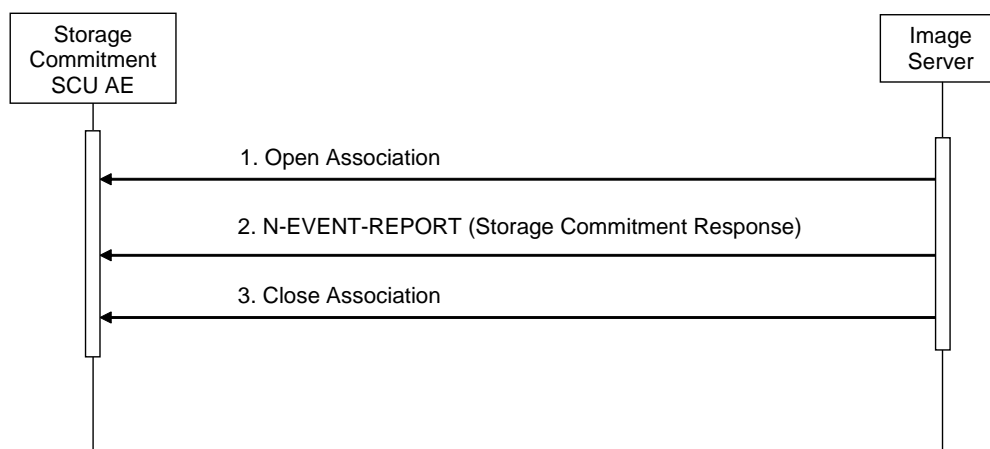 Storage
Commitment
SCU AE
Image
Server
1. Open Association
2. N-EVENT-REPORT (Storage Commitment Response)
3. Close Association